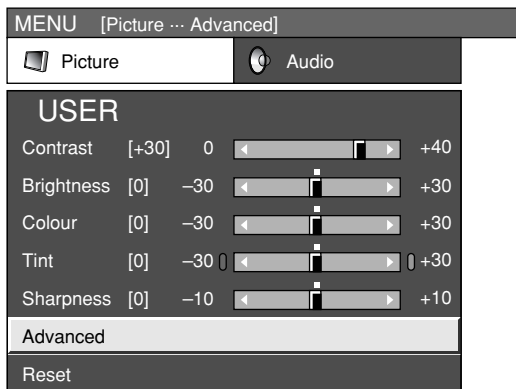 MENU [Picture ··· Advanced]
Picture Audio
USER
Contrast [+30] 0 +40
Brightness [0] –30 +30
Colour [0] –30 +30
Tint [0] –30 +30
Sharpness [0] –10 +10
Advanced
Reset